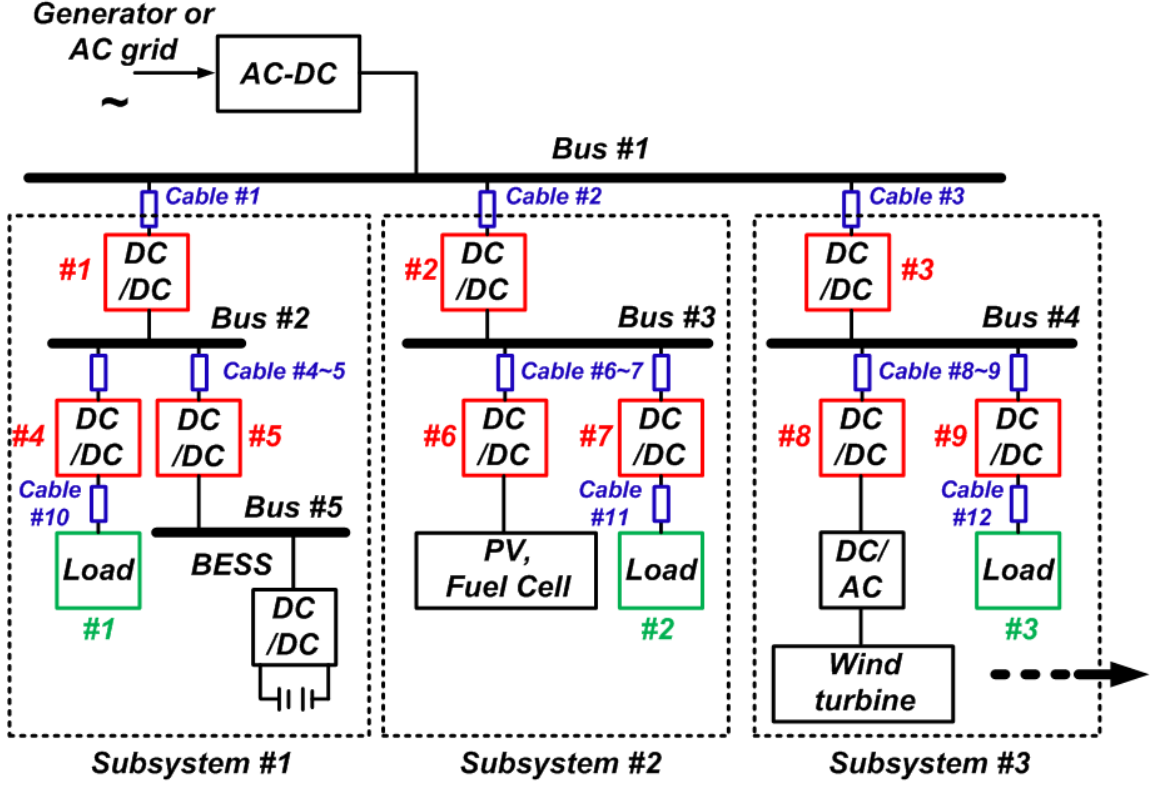 Generator or
AC grid
~
AC-DC
Bus #1
Cable #1
Cable #2
Cable #3
#1
DC
/DC
#2
DC
/DC
DC
/DC
#3
Bus #2
Bus #3
Bus #4
Cable #4~5
Cable #6~7
Cable #8~9
#4
DC
/DC
DC
/DC
#5
#6
DC
/DC
#7
DC
/DC
#8
DC
/DC
#9
DC
/DC
Cable
#10
Bus #5
Cable
#11
Cable
#12
Load
#1
BESS
DC
/DC
PV,
Fuel Cell
Load
#2
DC/
AC
Load
#3
Wind
turbine
Subsystem #1
Subsystem #2
Subsystem #3